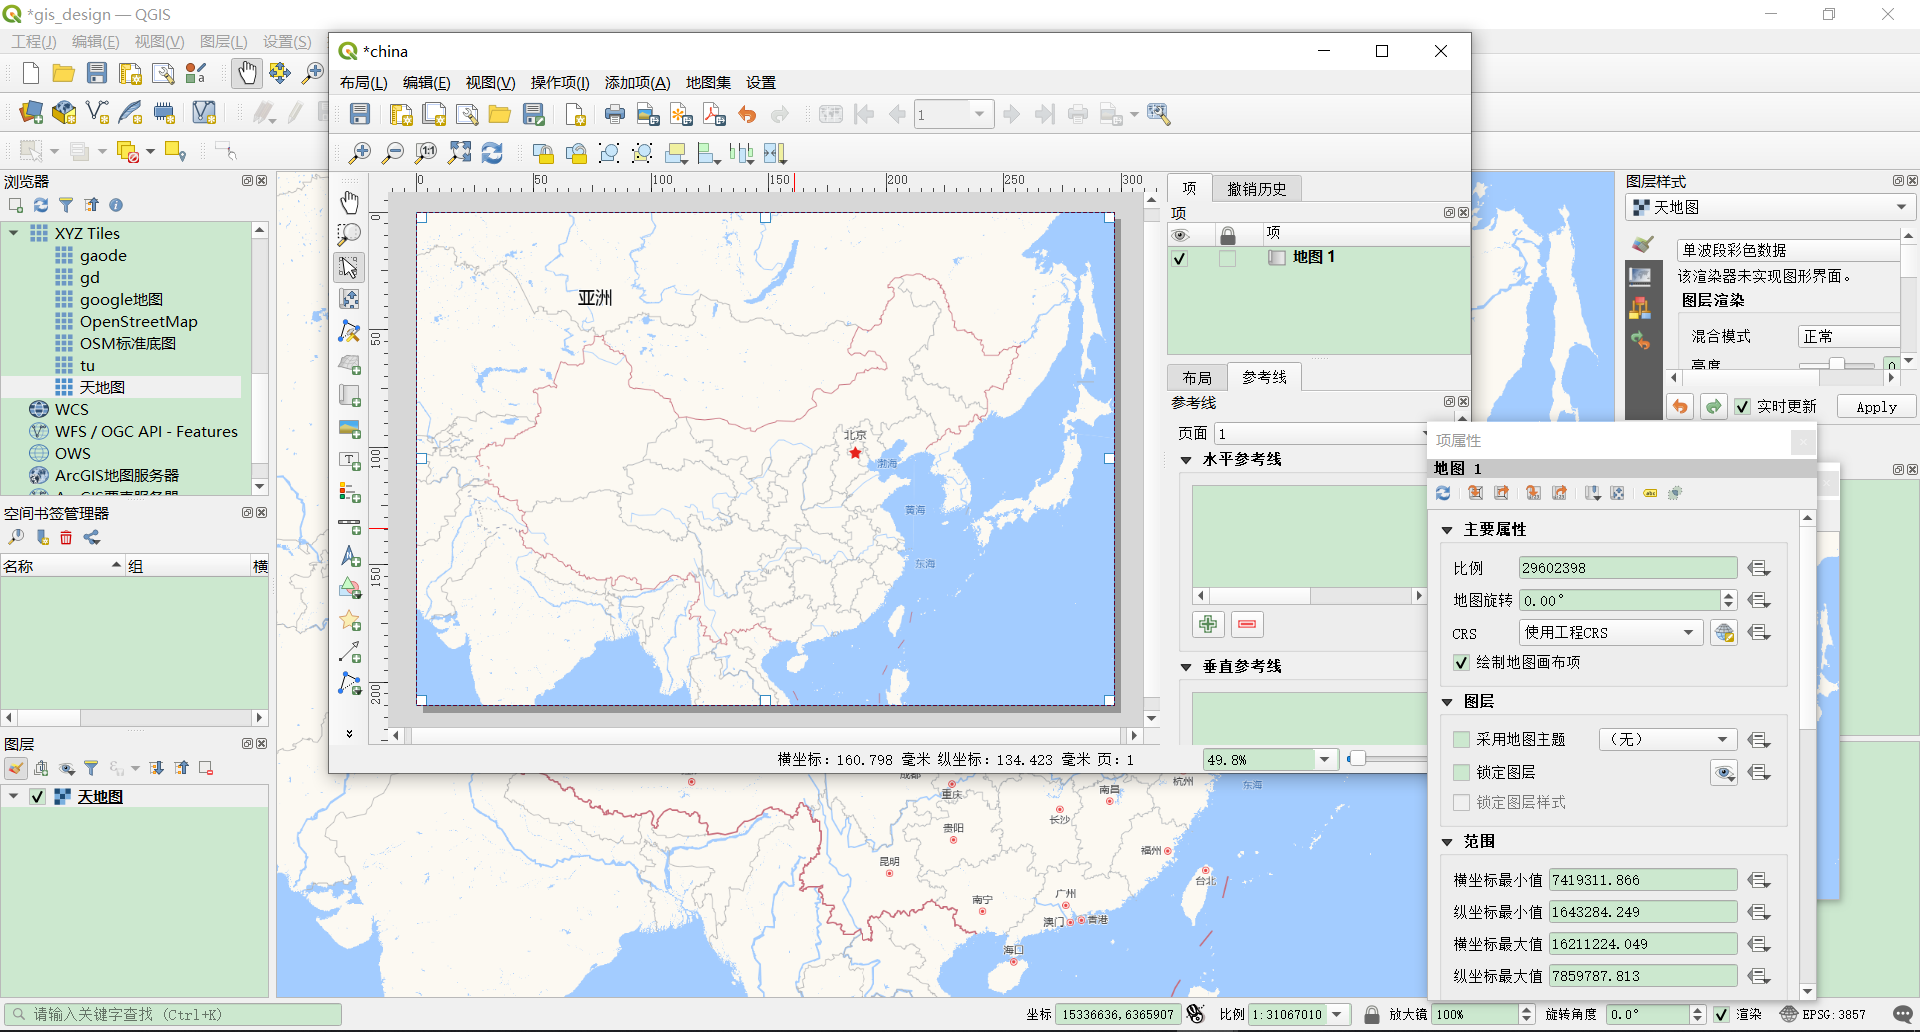 *gis_design — QGIS
工程(J) 编辑(E) 视图(V) 图层(L) 设置(S)
*china
布局(L) 编辑(E) 视图(V) 操作项(I) 添加项(A) 地图集 设置
1
浏览器
XYZ Tiles
gaode
gd
google地图
OpenStreetMap
OSM标准底图
tu
天地图
WCS
WFS / OGC API - Features
OWS
ArcGIS地图服务器
空间书签管理器
名称 组 横
图层
天地图
0 50 100 150 200 250 300
0
50
100
150
200
亚洲
北京
渤海
黄海
东海
横坐标: 160.798 毫米 纵坐标: 134.423 毫米 页: 1
49.8%
项 撤销历史
项
项
地图 1
布局 参考线
参考线
页面 1
水平参考线
垂直参考线
图层样式
天地图
单波段彩色数据
该渲染器未实现图形界面。
图层渲染
混合模式 正常
亮度 0
实时更新 Apply
项属性
地图 1
主要属性
比例 29602398
地图旋转 0.00°
CRS 使用工程CRS
绘制地图画布项
图层
采用地图主题 (无)
锁定图层
锁定图层样式
范围
横坐标最小值 7419311.866
纵坐标最小值 1643284.249
横坐标最大值 16211224.049
纵坐标最大值 7859787.813
成都
重庆
南昌
杭州
东海
长沙
贵阳
昆明
福州
台北
南宁
广州
澳门
香港
海口
请输入关键字查找 (Ctrl+K)
坐标 15336636,6365907 比例 1:31067010 放大镜 100% 旋转角度 0.0° 渲染 EPSG:3857